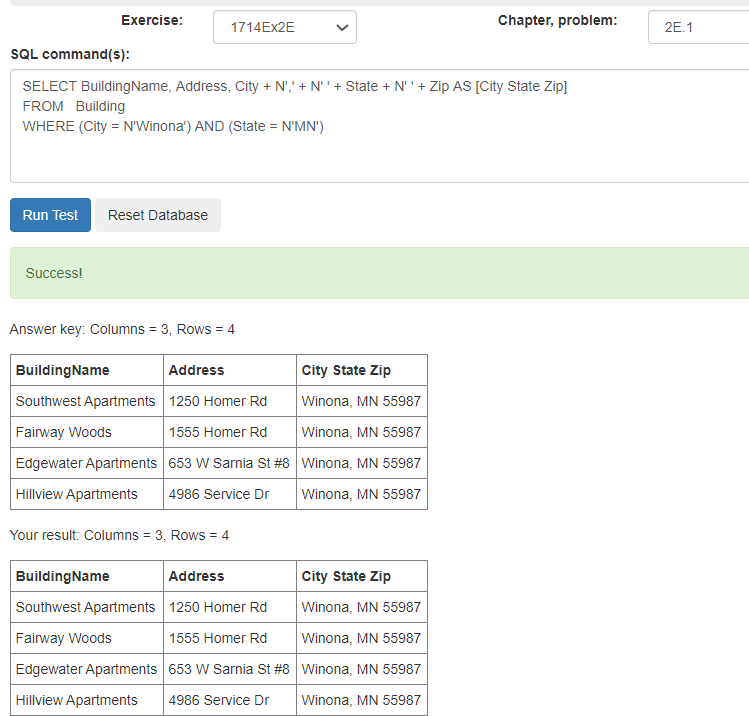 Exercise: 1714Ex2E Chapter, problem: 2E.1
SQL command(s):
SELECT BuildingName, Address, City + N',' + N' ' + State + N' ' + Zip AS [City State Zip]
FROM   Building
WHERE (City = N'Winona') AND (State = N'MN')
Run Test Reset Database
Success!
Answer key: Columns = 3, Rows = 4
BuildingName Address City State Zip
Southwest Apartments 1250 Homer Rd Winona, MN 55987
Fairway Woods 1555 Homer Rd Winona, MN 55987
Edgewater Apartments 653 W Sarnia St #8 Winona, MN 55987
Hillview Apartments 4986 Service Dr Winona, MN 55987
Your result: Columns = 3, Rows = 4
BuildingName Address City State Zip
Southwest Apartments 1250 Homer Rd Winona, MN 55987
Fairway Woods 1555 Homer Rd Winona, MN 55987
Edgewater Apartments 653 W Sarnia St #8 Winona, MN 55987
Hillview Apartments 4986 Service Dr Winona, MN 55987